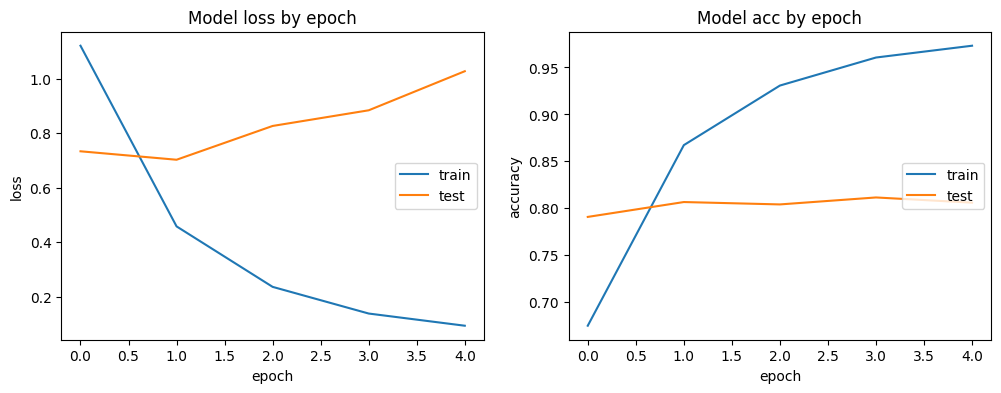 Model loss by epoch
1.0
0.8
0.6
0.4
0.2
loss
0.0 0.5 1.0 1.5 2.0 2.5 3.0 3.5 4.0
epoch
train
test
Model acc by epoch
0.95
0.90
0.85
0.80
0.75
0.70
accuracy
0.0 0.5 1.0 1.5 2.0 2.5 3.0 3.5 4.0
epoch
train
test